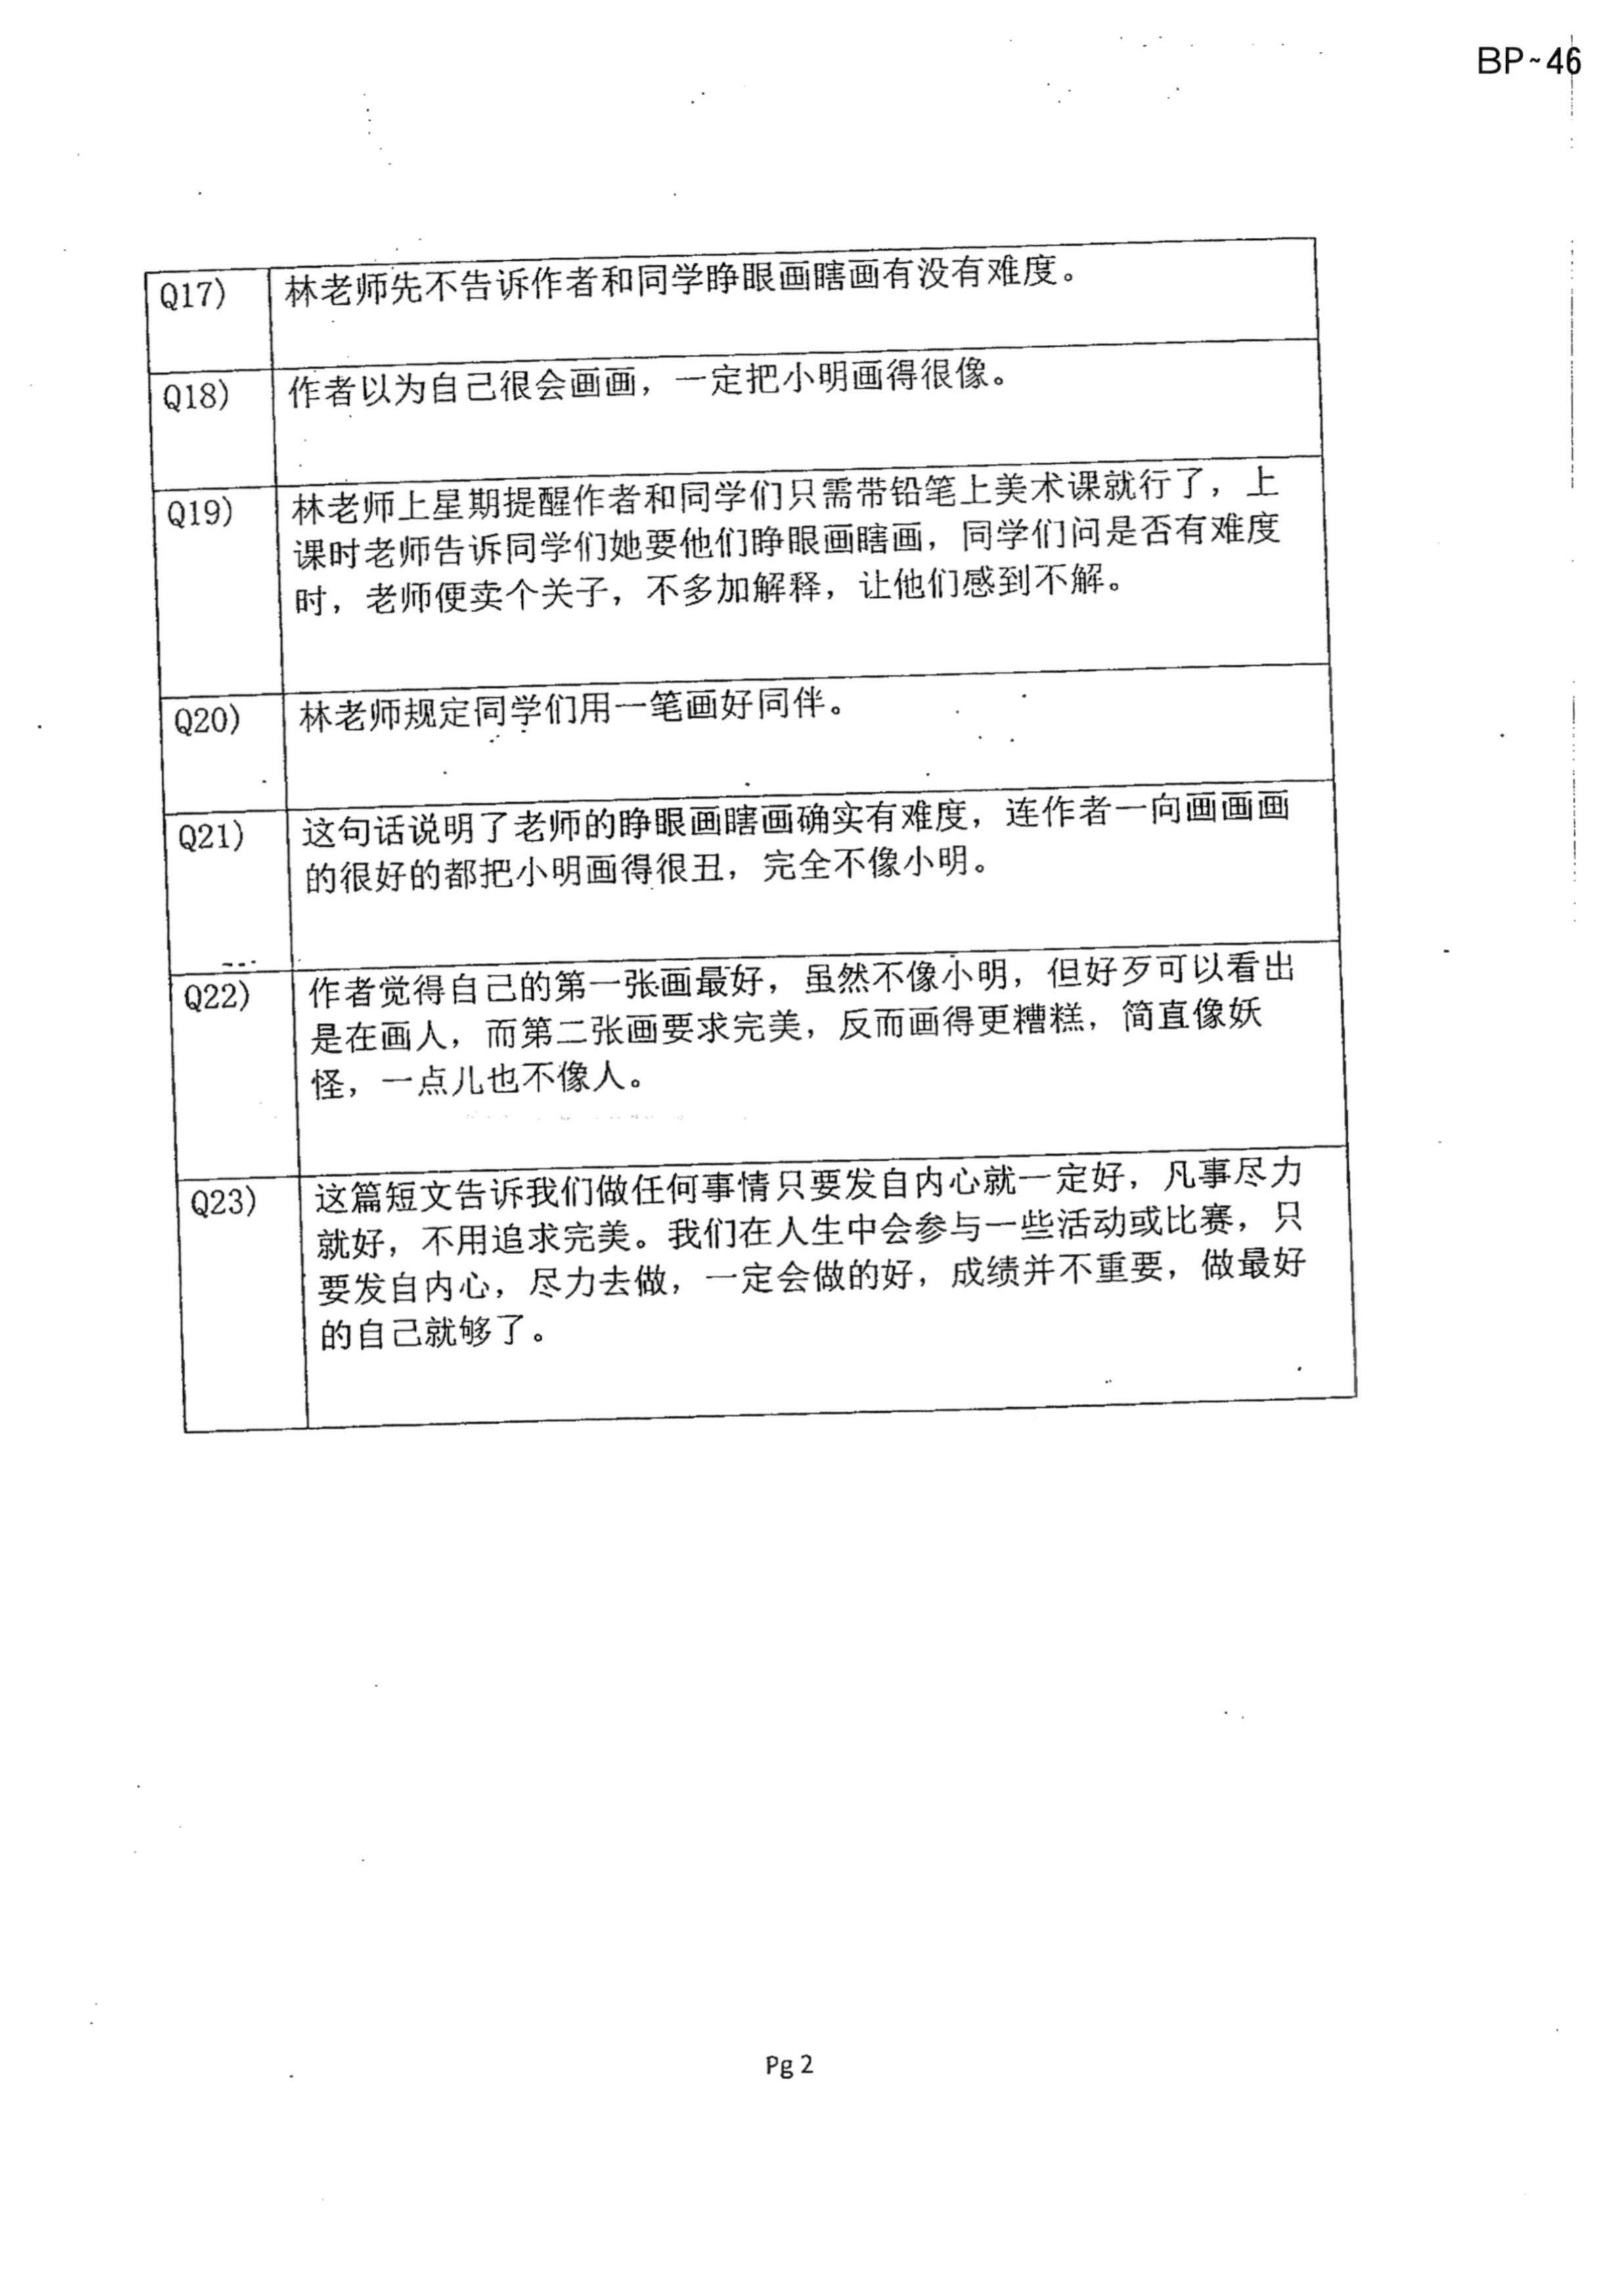 BP~46
Q17) 林老师先不告诉作者和同学睁眼画瞎画有没有难度。
Q18) 作者以为自己很会画画，一定把小明画得很像。
Q19) 林老师上星期提醒作者和同学们只需带铅笔上美术课就行了，上
课时老师告诉同学们她要他们睁眼画瞎画，同学们问是否有难度
时，老师便卖个关子，不多加解释，让他们感到不解。
Q20) 林老师规定同学们用一笔画好同伴。
Q21) 这句话说明了老师的睁眼画瞎画确实有难度，连作者一向画画画
的很好的都把小明画得很丑，完全不像小明。
Q22) 作者觉得自己的第一张画最好，虽然不像小明，但好歹可以看出
是在画人，而第二张画要求完美，反而画得更糟糕，简直像妖
怪，一点儿也不像人。
Q23) 这篇短文告诉我们做任何事情只要发自内心就一定好，凡事尽力
就好，不用追求完美。我们在人生中会参与一些活动或比赛，只
要发自内心，尽力去做，一定会做的好，成绩并不重要，做最好
的自己就够了。
Pg 2